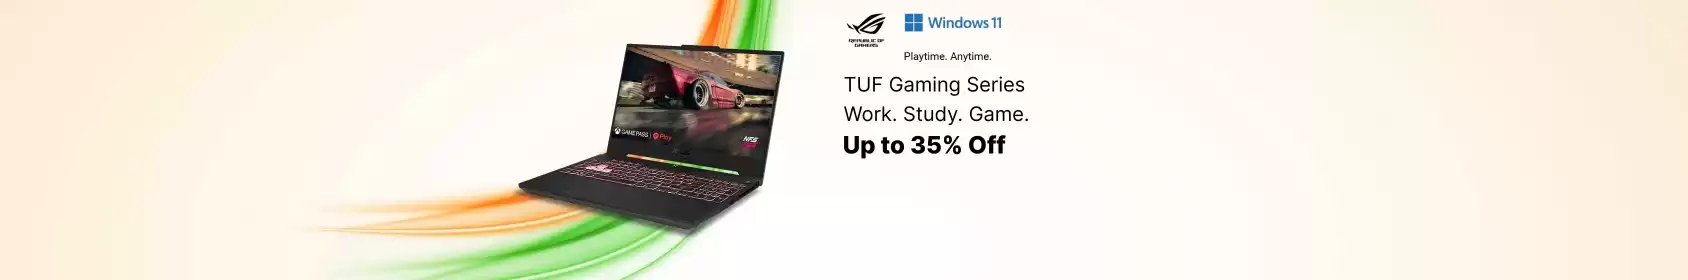 REPUBLIC OF
GAMERS
Windows 11
Playtime. Anytime.
TUF Gaming Series
Work. Study. Game.
Up to 35% Off
GAME PASS | Play
NFS